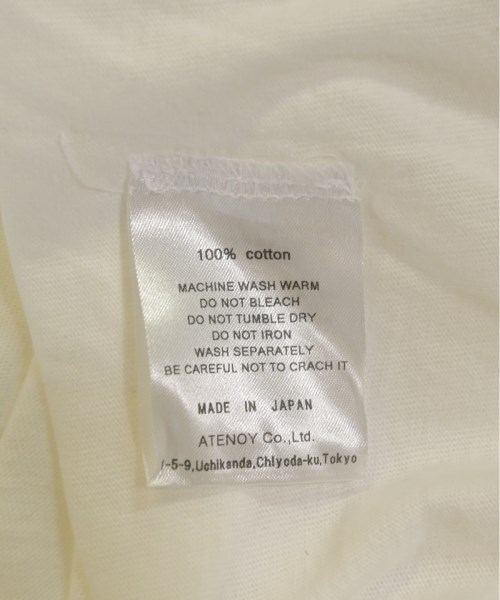 100% cotton
MACHINE WASH WARM
DO NOT BLEACH
DO NOT TUMBLE DRY
DO NOT IRON
WASH SEPARATELY
BE CAREFUL NOT TO CRACH IT
MADE IN JAPAN
ATENOY Co.,Ltd.
-5-9,Uchikanda,Chiyoda-ku,Tokyo